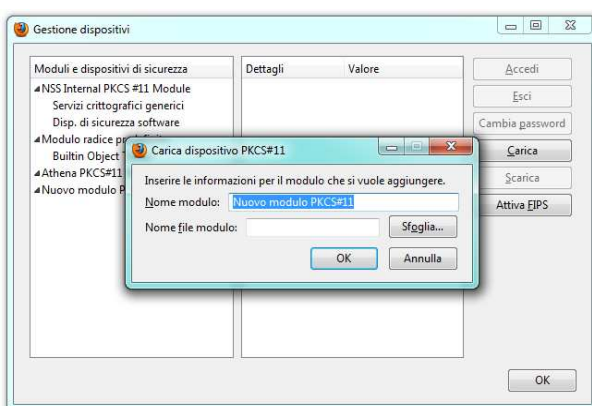 Gestione dispositivi
Moduli e dispositivi di sicurezza
Dettagli
Valore
NSS Internal PKCS #11 Module
Servizi crittografici generici
Disp. di sicurezza software
Modulo radice
Builtin Object
Athena PKCS#11
Nuovo modulo
Accedi
Esci
Cambia password
Carica
Scarica
Attiva FIPS
OK
Carica dispositivo PKCS#11
Inserire le informazioni per il modulo che si vuole aggiungere.
Nome modulo: Nuovo modulo PKCS#11
Nome file modulo: Sfoglia...
OK Annulla